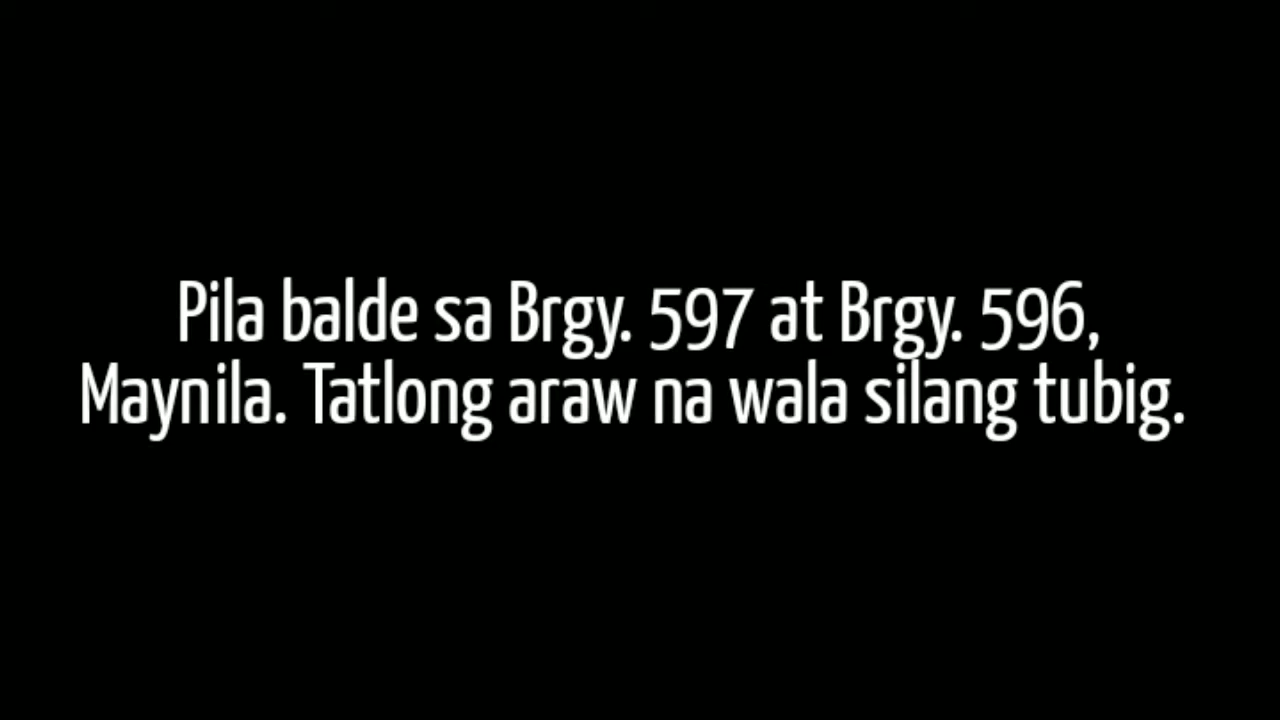 Pila balde sa Brgy. 597 at Brgy. 596,
Maynila. Tatlong araw na wala silang tubig.